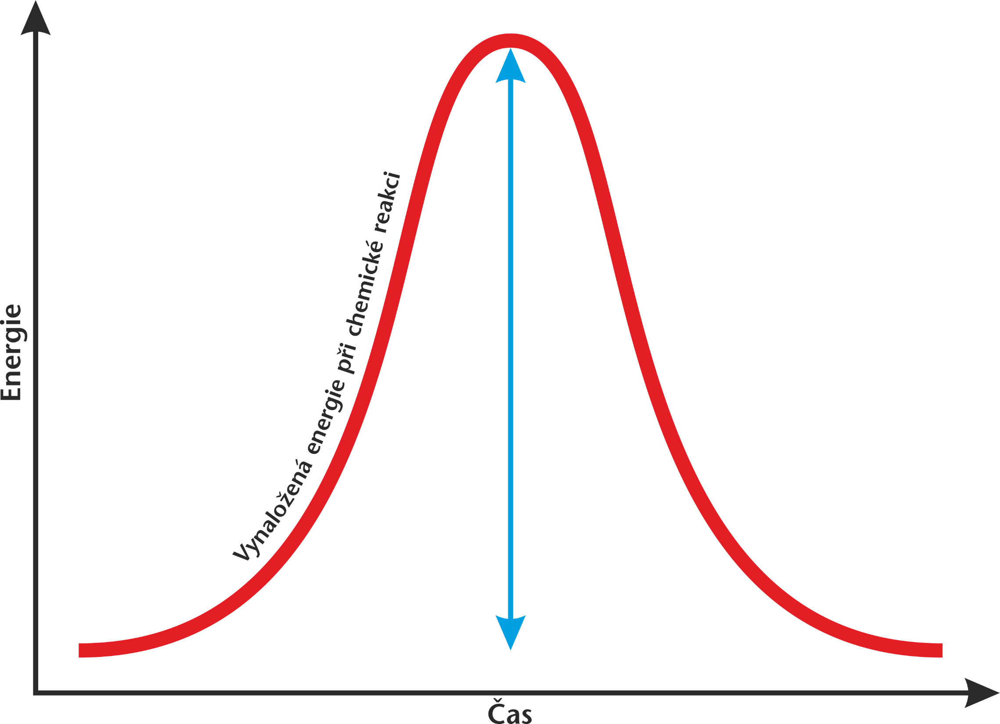 Energie
Vynaložená energie při chemické reakci
Čas